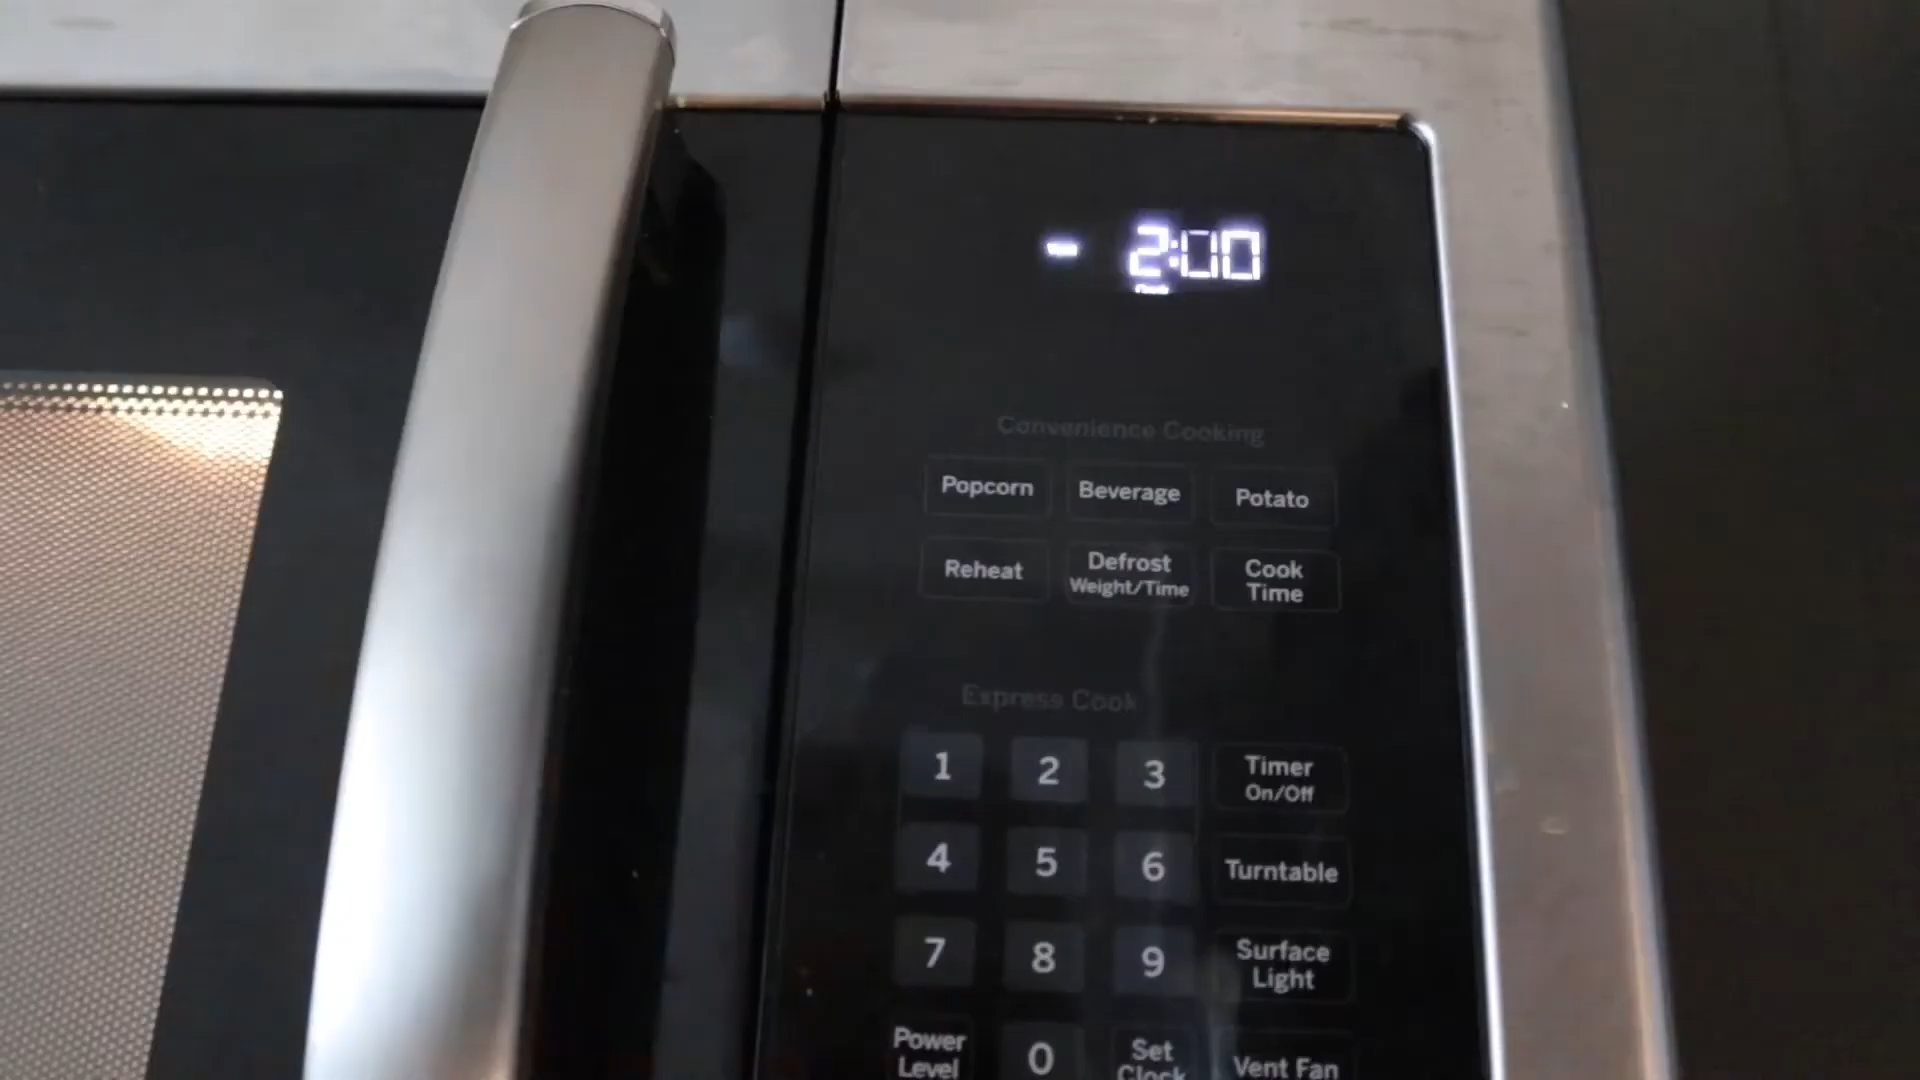 2:00
Cook
Convenience Cooking
Popcorn Beverage Potato
Reheat Defrost Weight/Time Cook Time
Express Cook
1 2 3 Timer On/Off
4 5 6 Turntable
7 8 9 Surface Light
Power Level 0 Set Clock Vent Fan